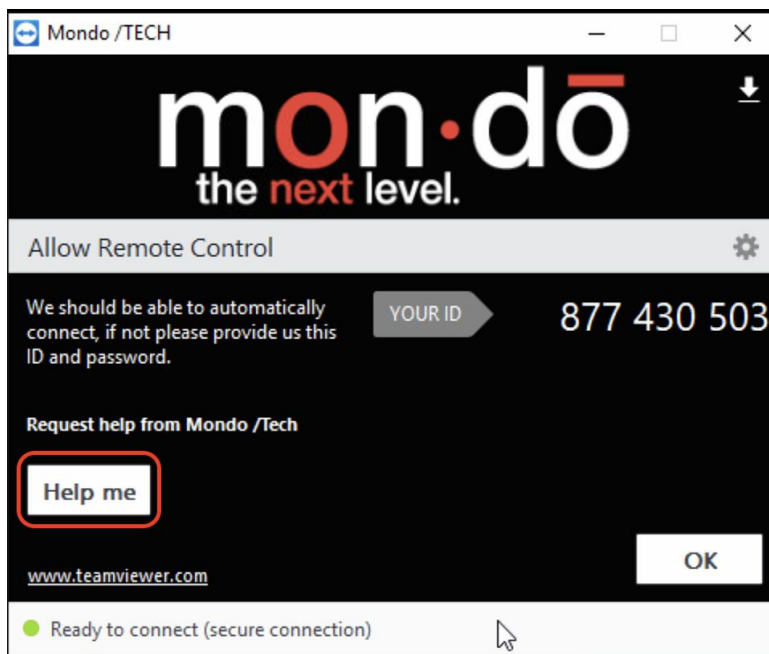 Mondo /TECH
mon·dō
the next level.
Allow Remote Control
We should be able to automatically
connect, if not please provide us this
ID and password.
YOUR ID
877 430 503
Request help from Mondo /Tech
Help me
OK
www.teamviewer.com
Ready to connect (secure connection)